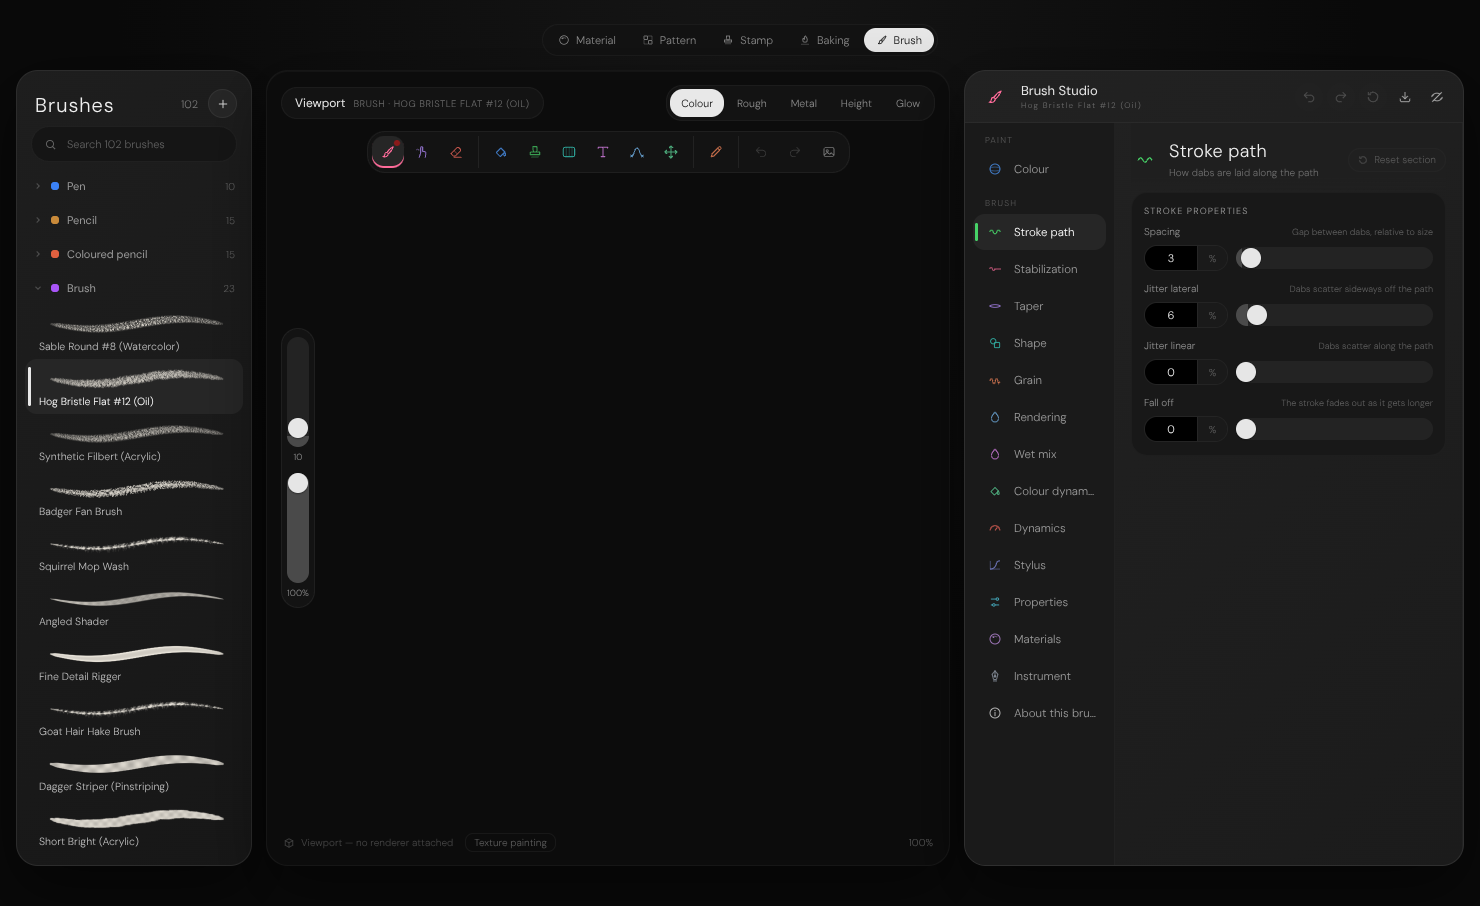 Material
Pattern
Stamp
Baking
Brush
Brushes
102
Search 102 brushes
Pen
10
Pencil
15
Coloured pencil
15
Brush
23
Sable Round #8 (Watercolor)
Hog Bristle Flat #12 (Oil)
Synthetic Filbert (Acrylic)
Badger Fan Brush
Squirrel Mop Wash
Angled Shader
Fine Detail Rigger
Goat Hair Hake Brush
Dagger Striper (Pinstriping)
Short Bright (Acrylic)
Viewport BRUSH · HOG BRISTLE FLAT #12 (OIL)
Colour
Rough
Metal
Height
Glow
10
100%
Viewport — no renderer attached
Texture painting
100%
Brush Studio
Hog Bristle Flat #12 (Oil)
PAINT
Colour
BRUSH
Stroke path
Stabilization
Taper
Shape
Grain
Rendering
Wet mix
Colour dynam...
Dynamics
Stylus
Properties
Materials
Instrument
About this bru...
Stroke path
How dabs are laid along the path
Reset section
STROKE PROPERTIES
Spacing
Gap between dabs, relative to size
3 %
Jitter lateral
Dabs scatter sideways off the path
6 %
Jitter linear
Dabs scatter along the path
0 %
Fall off
The stroke fades out as it gets longer
0 %